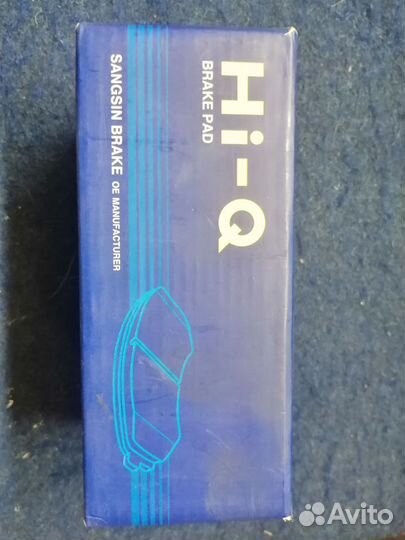 Hi-Q
BRAKE PAD
SANGSIN BRAKE OE MANUFACTURER
Avito